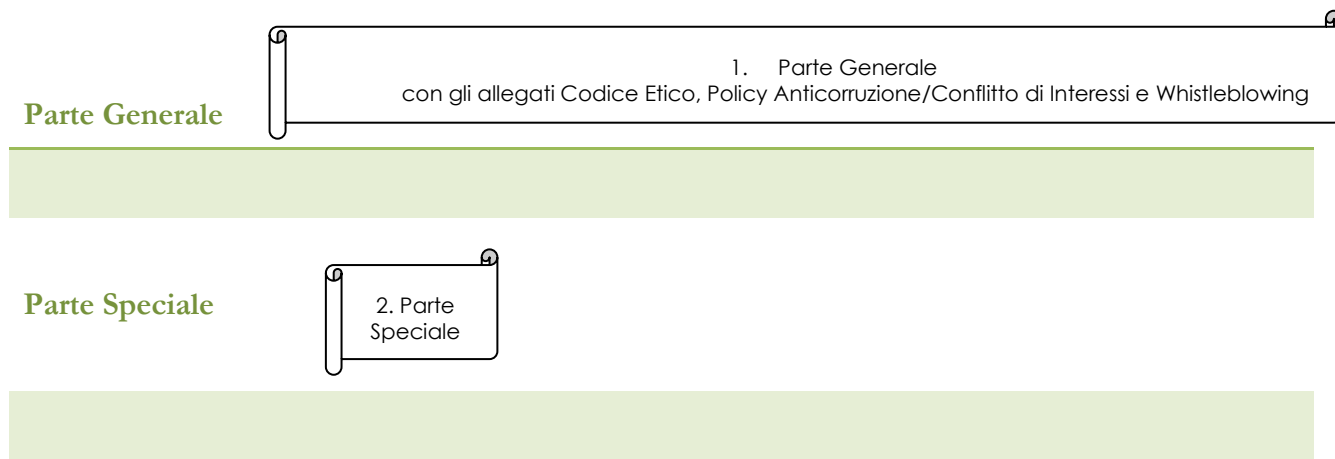 Parte Generale
1. Parte Generale
con gli allegati Codice Etico, Policy Anticorruzione/Conflitto di Interessi e Whistleblowing
Parte Speciale
2. Parte
Speciale